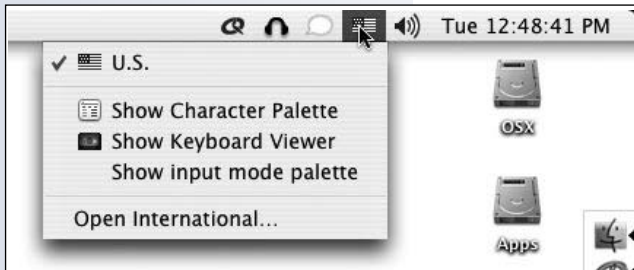 Tue 12:48:41 PM
U.S.
Show Character Palette
Show Keyboard Viewer
Show input mode palette
Open International...
OSX
Apps